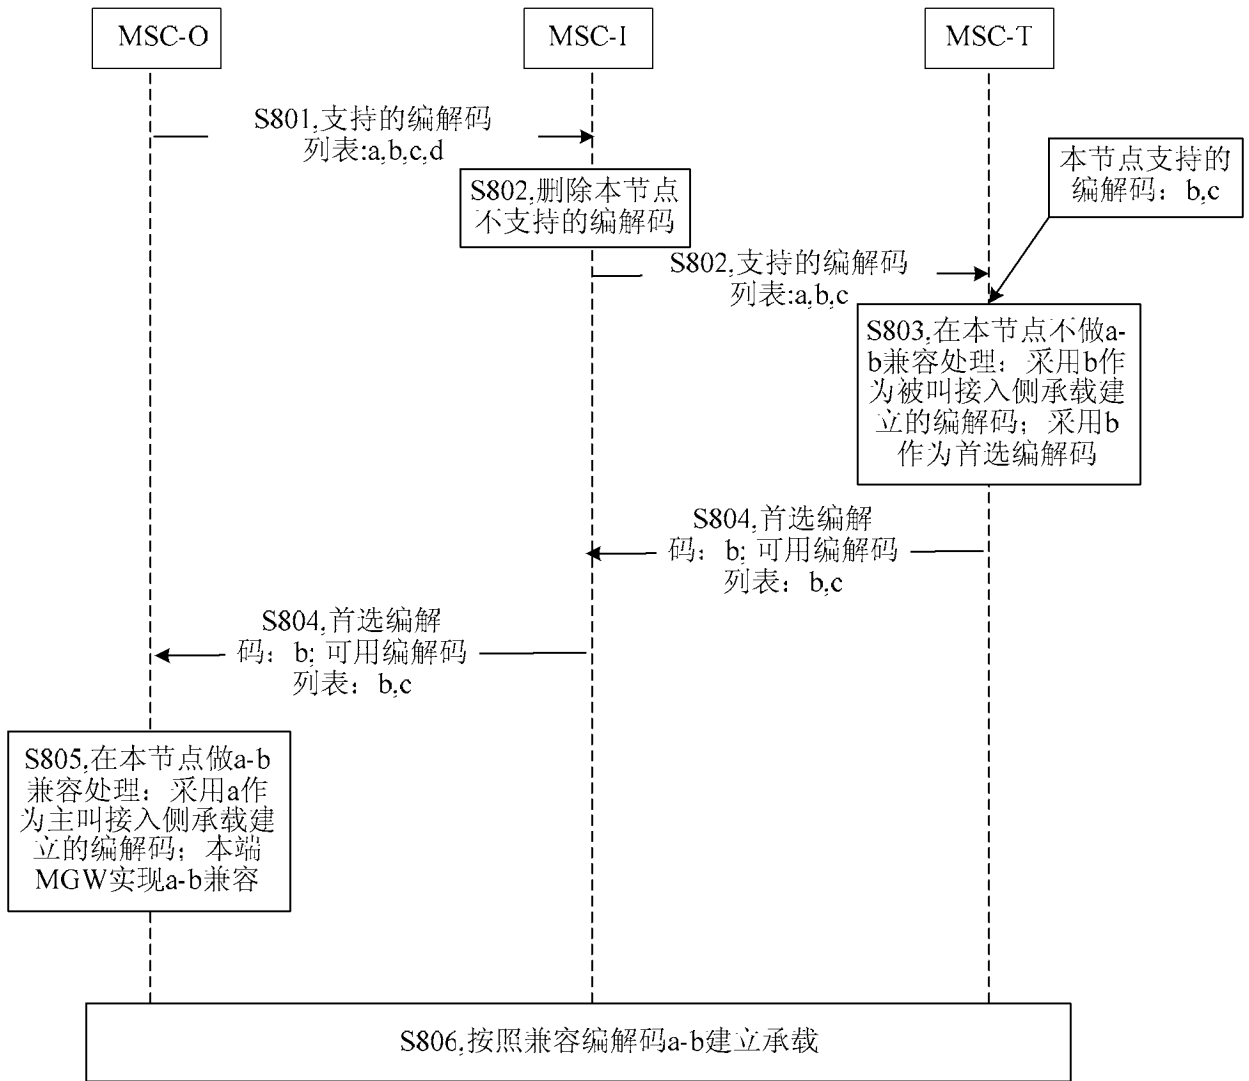 MSC-O
MSC-I
MSC-T
S801,支持的编解码
列表:a,b,c,d
本节点支持的
编解码：b,c
S802,删除本节点
不支持的编解码
S802,支持的编解码
列表:a,b,c
S803,在本节点不做a-
b兼容处理；采用b作
为被叫接入侧承载建
立的编解码；采用b
作为首选编解码
S804,首选编解
码：b; 可用编解码
列表：b,c
S804,首选编解
码：b; 可用编解码
列表：b,c
S805,在本节点做a-b
兼容处理：采用a作
为主叫接入侧承载建
立的编解码；本端
MGW实现a-b兼容
S806,按照兼容编解码a-b建立承载